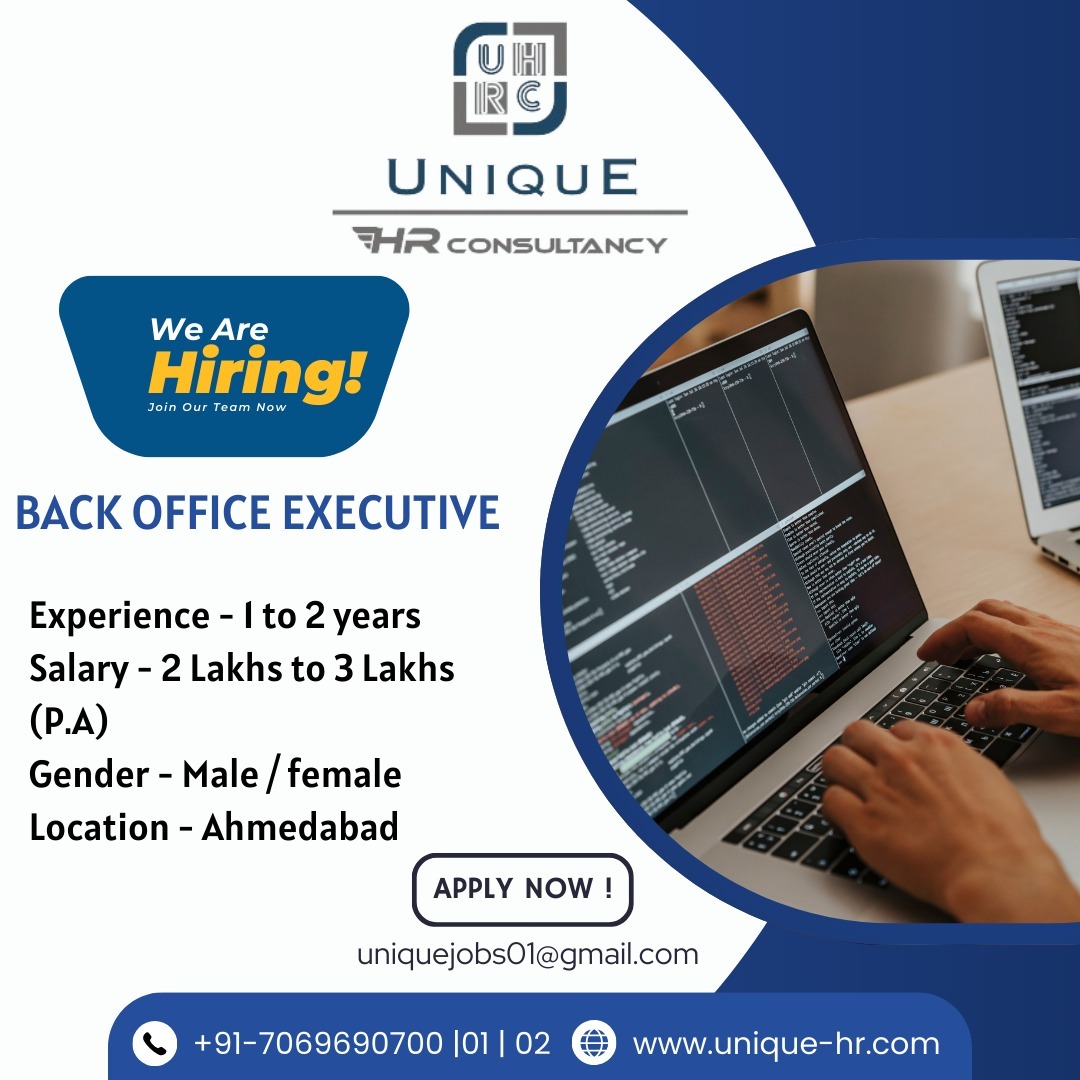 UH
RC
UNIQUE
HR CONSULTANCY
We Are
Hiring!
Join Our Team Now
BACK OFFICE EXECUTIVE
Experience - 1 to 2 years
Salary - 2 Lakhs to 3 Lakhs
(P.A)
Gender - Male / female
Location - Ahmedabad
APPLY NOW !
uniquejobs01@gmail.com
+91-7069690700 |01 | 02
www.unique-hr.com